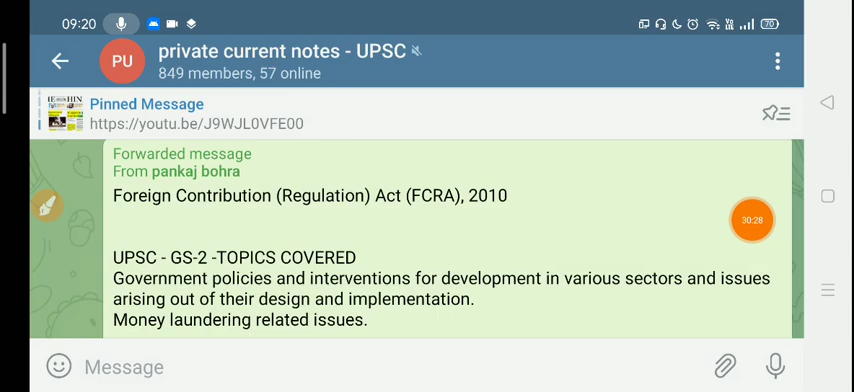 09:20
70
PU
private current notes - UPSC
849 members, 57 online
Pinned Message
https://youtu.be/J9WJL0VFE00
Forwarded message
From pankaj bohra
Foreign Contribution (Regulation) Act (FCRA), 2010
30:28
UPSC - GS-2 -TOPICS COVERED
Government policies and interventions for development in various sectors and issues
arising out of their design and implementation.
Money laundering related issues.
Message